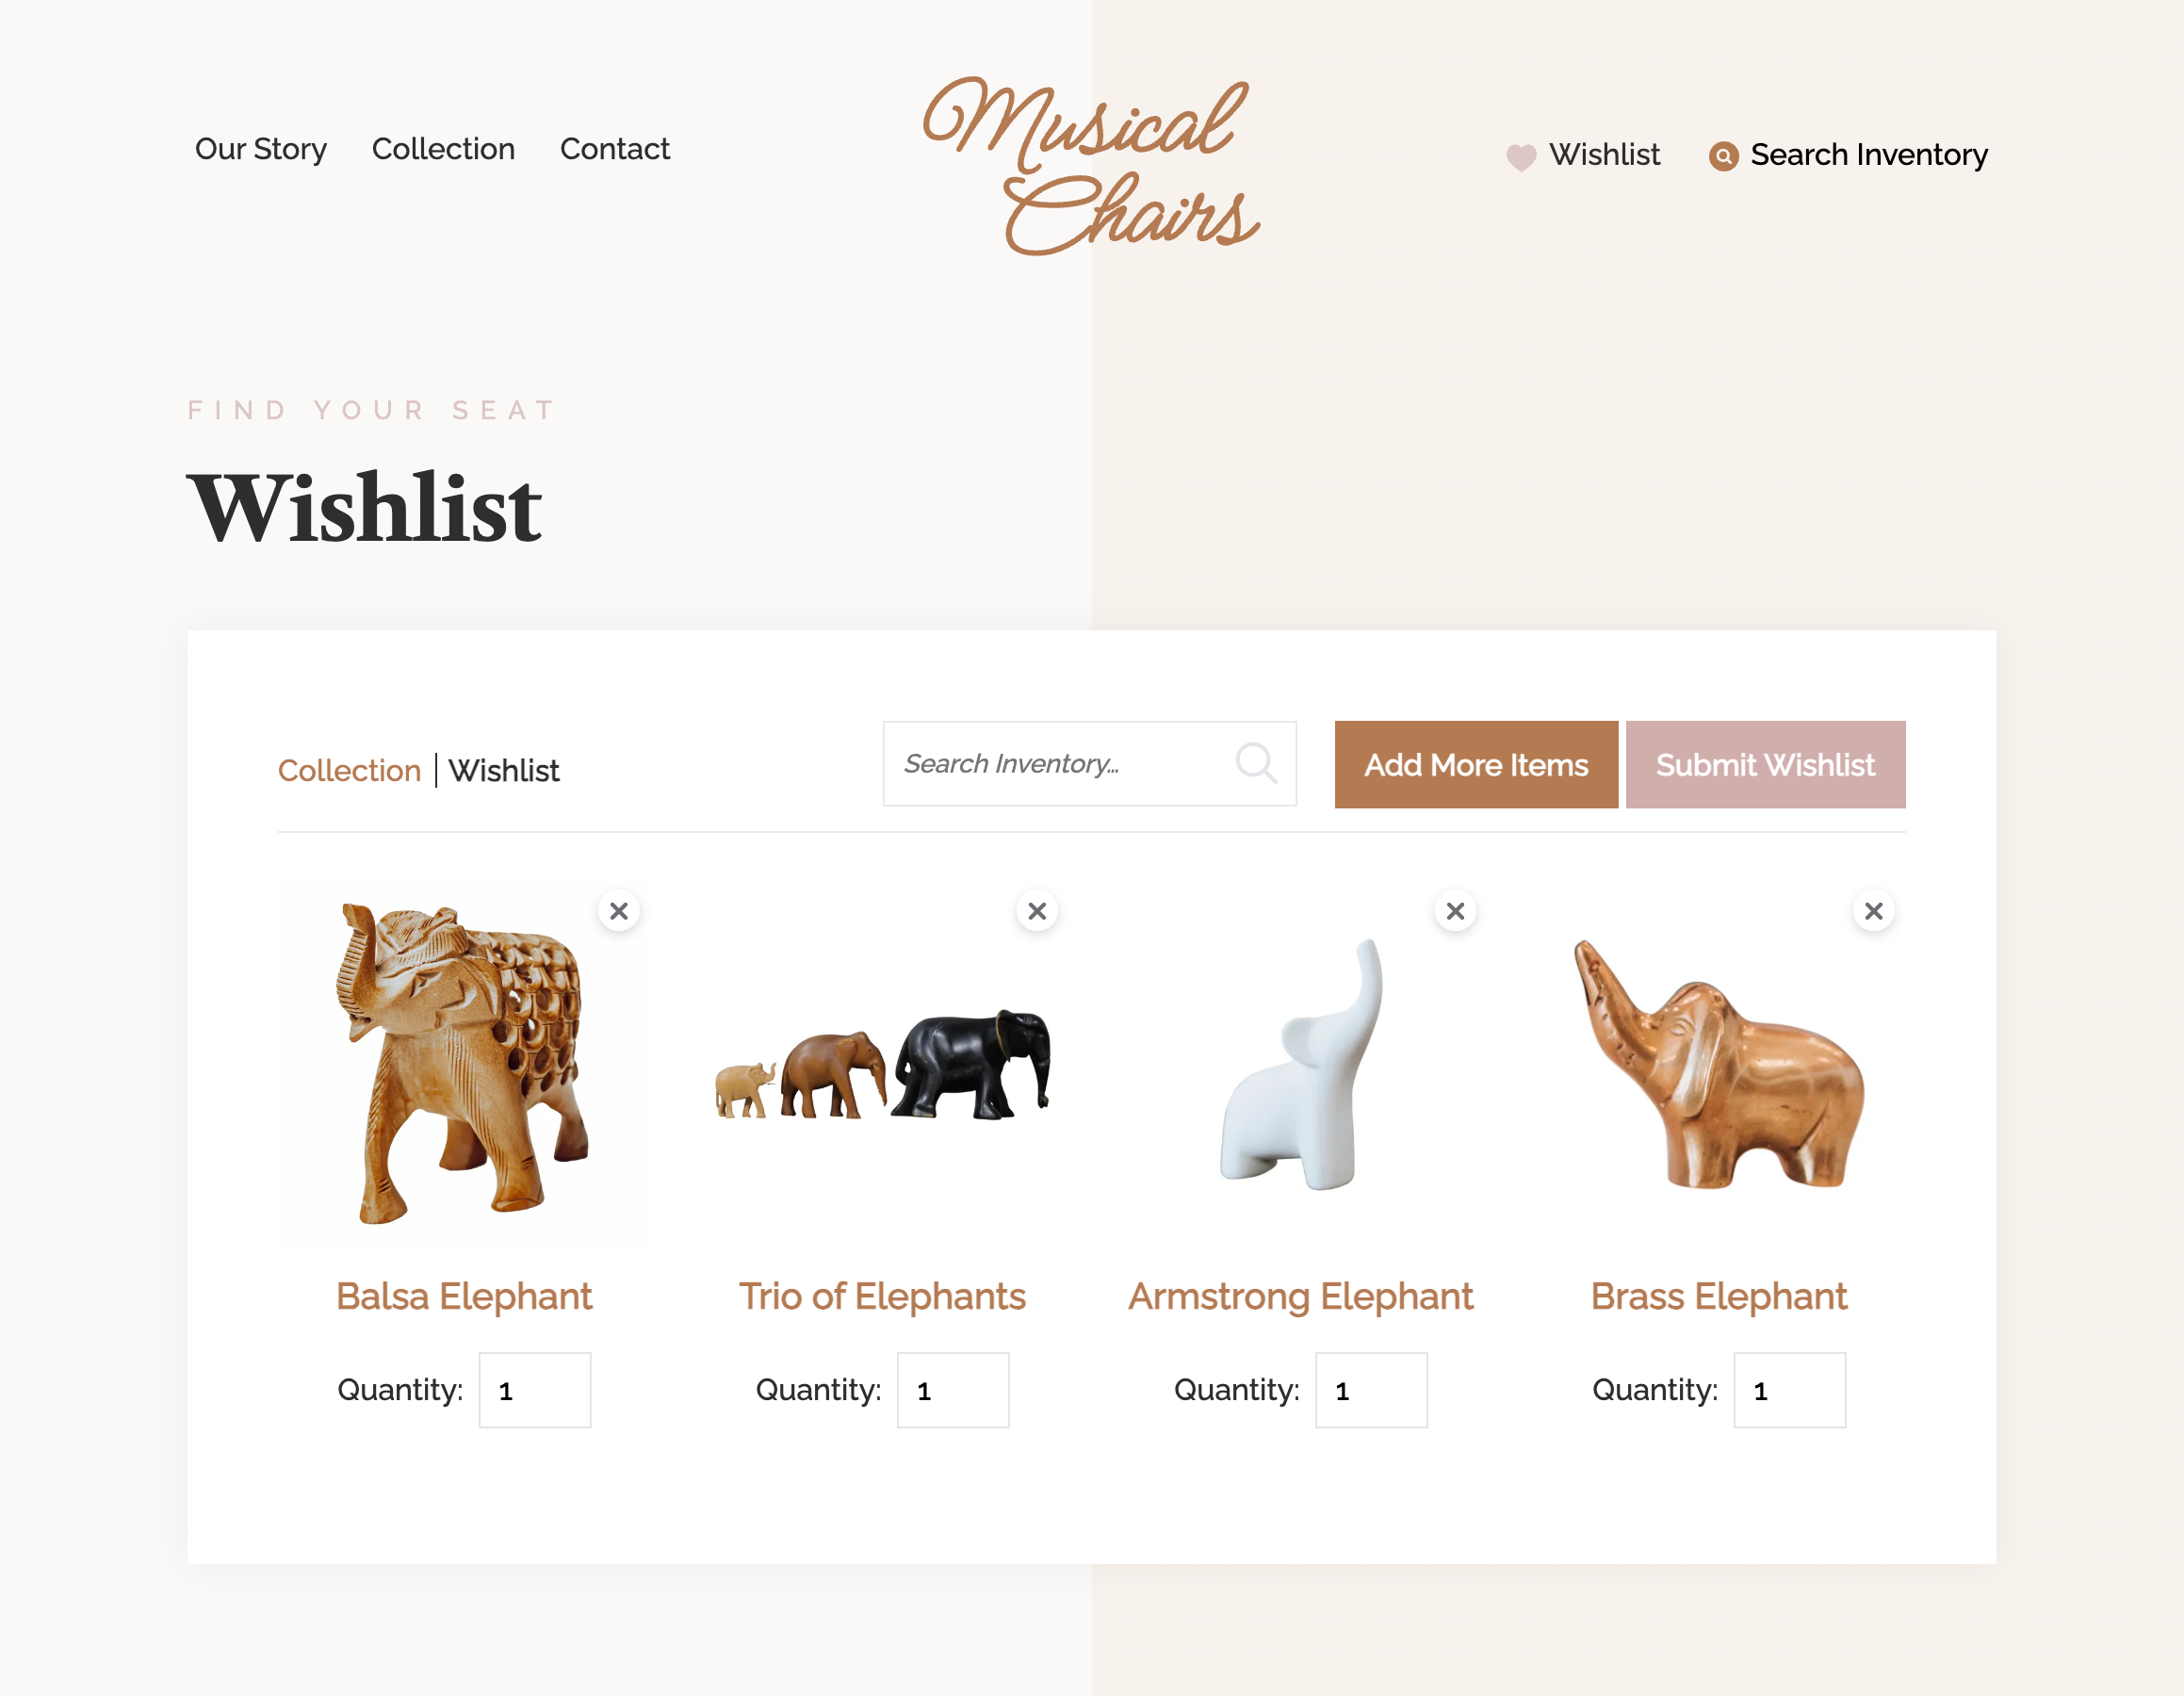 Our Story Collection Contact
Musical
Chairs
Wishlist Search Inventory
FIND YOUR SEAT
Wishlist
Collection | Wishlist
Search Inventory...
Add More Items
Submit Wishlist
Balsa Elephant
Quantity: 1
Trio of Elephants
Quantity: 1
Armstrong Elephant
Quantity: 1
Brass Elephant
Quantity: 1